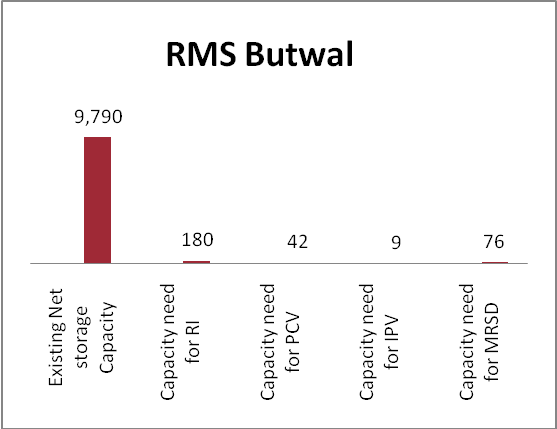 RMS Butwal
9,790
180
42
9
76
Existing Net
storage
Capacity
Capacity need
for RI
Capacity need
for PCV
Capacity need
for IPV
Capacity need
for MRSD